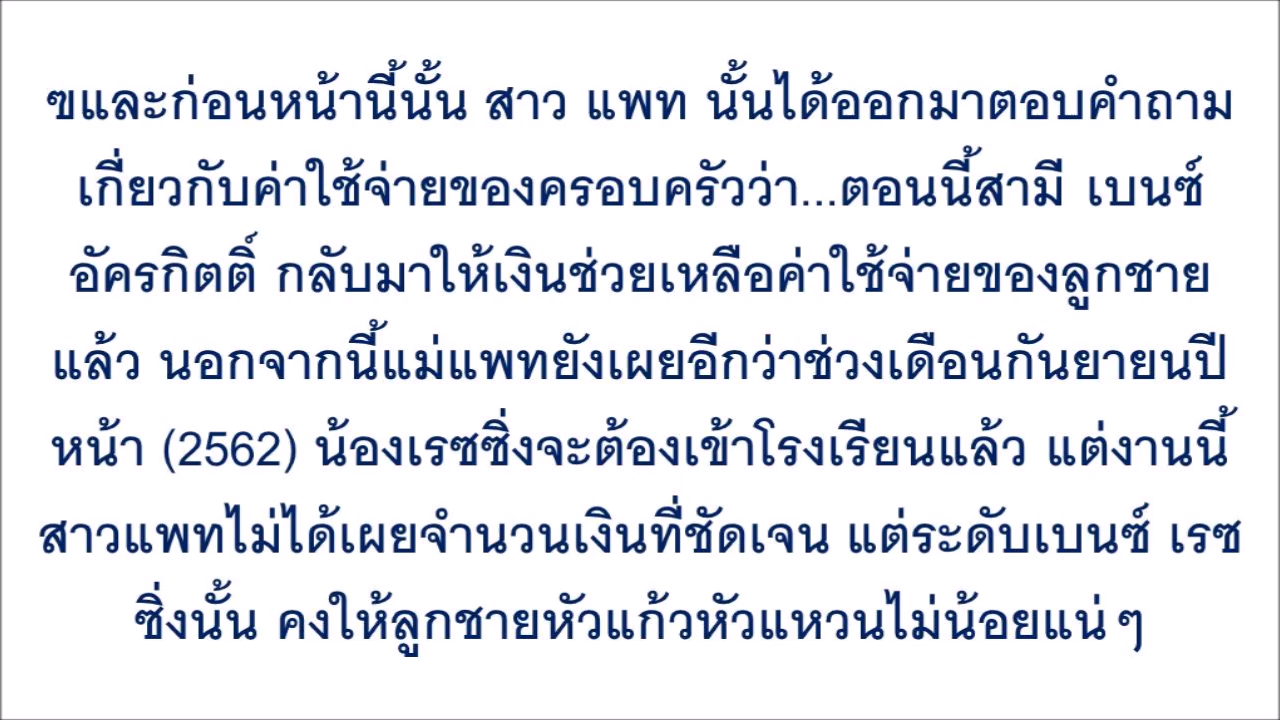 ฃและก่อนหน้านี้นั้น สาว แพท นั้นได้ออกมาตอบคำถาม
เกี่ยวกับค่าใช้จ่ายของครอบครัวว่า...ตอนนี้สามี เบนซ์
อัครกิตติ์ กลับมาให้เงินช่วยเหลือค่าใช้จ่ายของลูกชาย
แล้ว นอกจากนี้แม่แพทยังเผยอีกว่าช่วงเดือนกันยายนปี
หน้า (2562) น้องเรซซิ่งจะต้องเข้าโรงเรียนแล้ว แต่งานนี้
สาวแพทไม่ได้เผยจำนวนเงินที่ชัดเจน แต่ระดับเบนซ์ เรซ
ซิ่งนั้น คงให้ลูกชายหัวแก้วหัวแหวนไม่น้อยแน่ๆ